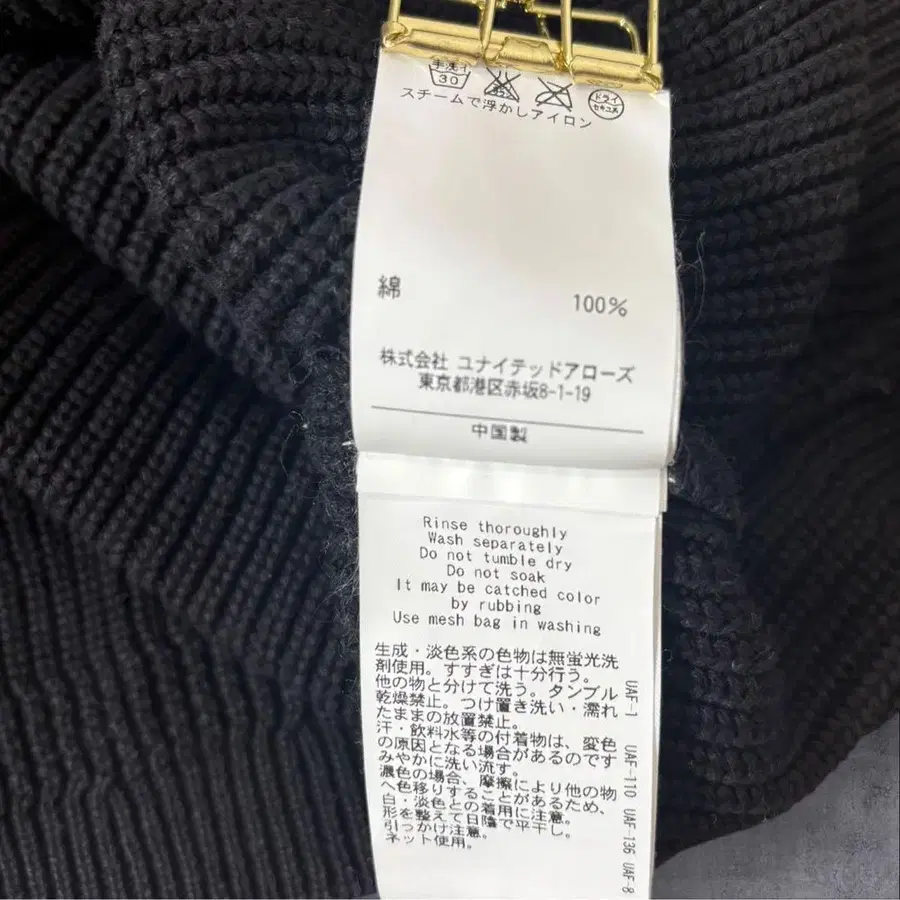 手洗イ
30
ドライ
セキユ系
スチームで浮かしアイロン
綿 100%
株式会社 ユナイテッドアローズ
東京都港区赤坂8-1-19
中国製
Rinse thoroughly
Wash separately
Do not tumble dry
Do not soak
It may be catched color
by rubbing
Use mesh bag in washing
生成・淡色系の色物は無蛍光洗
剤使用。すすぎは十分行う。
他の物と分けて洗う。タンブル
乾燥禁止。つけ置き洗い・濡れ
たままの放置禁止。
汗・飲料水等の付着物は、変色
の原因となる場合があるのです
みやかに洗い流す。
濃色の場合、摩擦により他の物
へ色移りすることがあるため、
白・淡色との着用に注意。
形を整えて日陰で平干し。
引っかけ注意。
ネット使用。
UAF-1 UAF-110 UAF-136 UAF-8